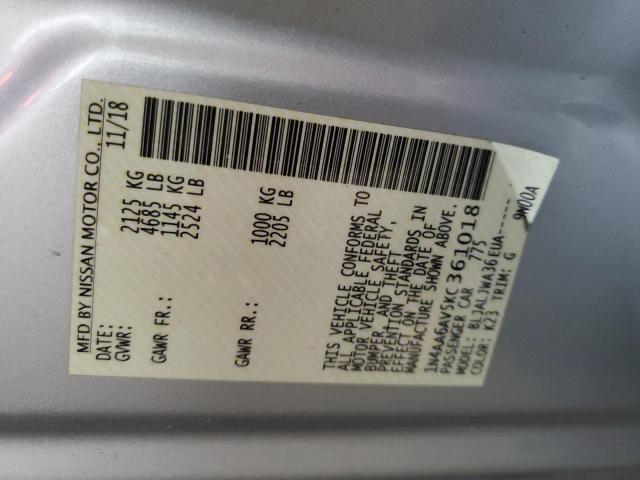 MFD BY NISSAN MOTOR CO., LTD.
DATE: 11/18
GVWR: 2125 KG
4685 LB
GAWR FR.: 1145 KG
2524 LB
GAWR RR.: 1000 KG
2205 LB
THIS VEHICLE CONFORMS TO
ALL APPLICABLE FEDERAL
MOTOR VEHICLE SAFETY,
BUMPER, AND THEFT
PREVENTION STANDARDS IN
EFFECT ON THE DATE OF
MANUFACTURE SHOWN ABOVE.
1N4AA6AV5KC361018
PASSENGER CAR 775
MODEL: BLJALJWA36EUA-----
COLOR: K23 TRIM: G 9W00A